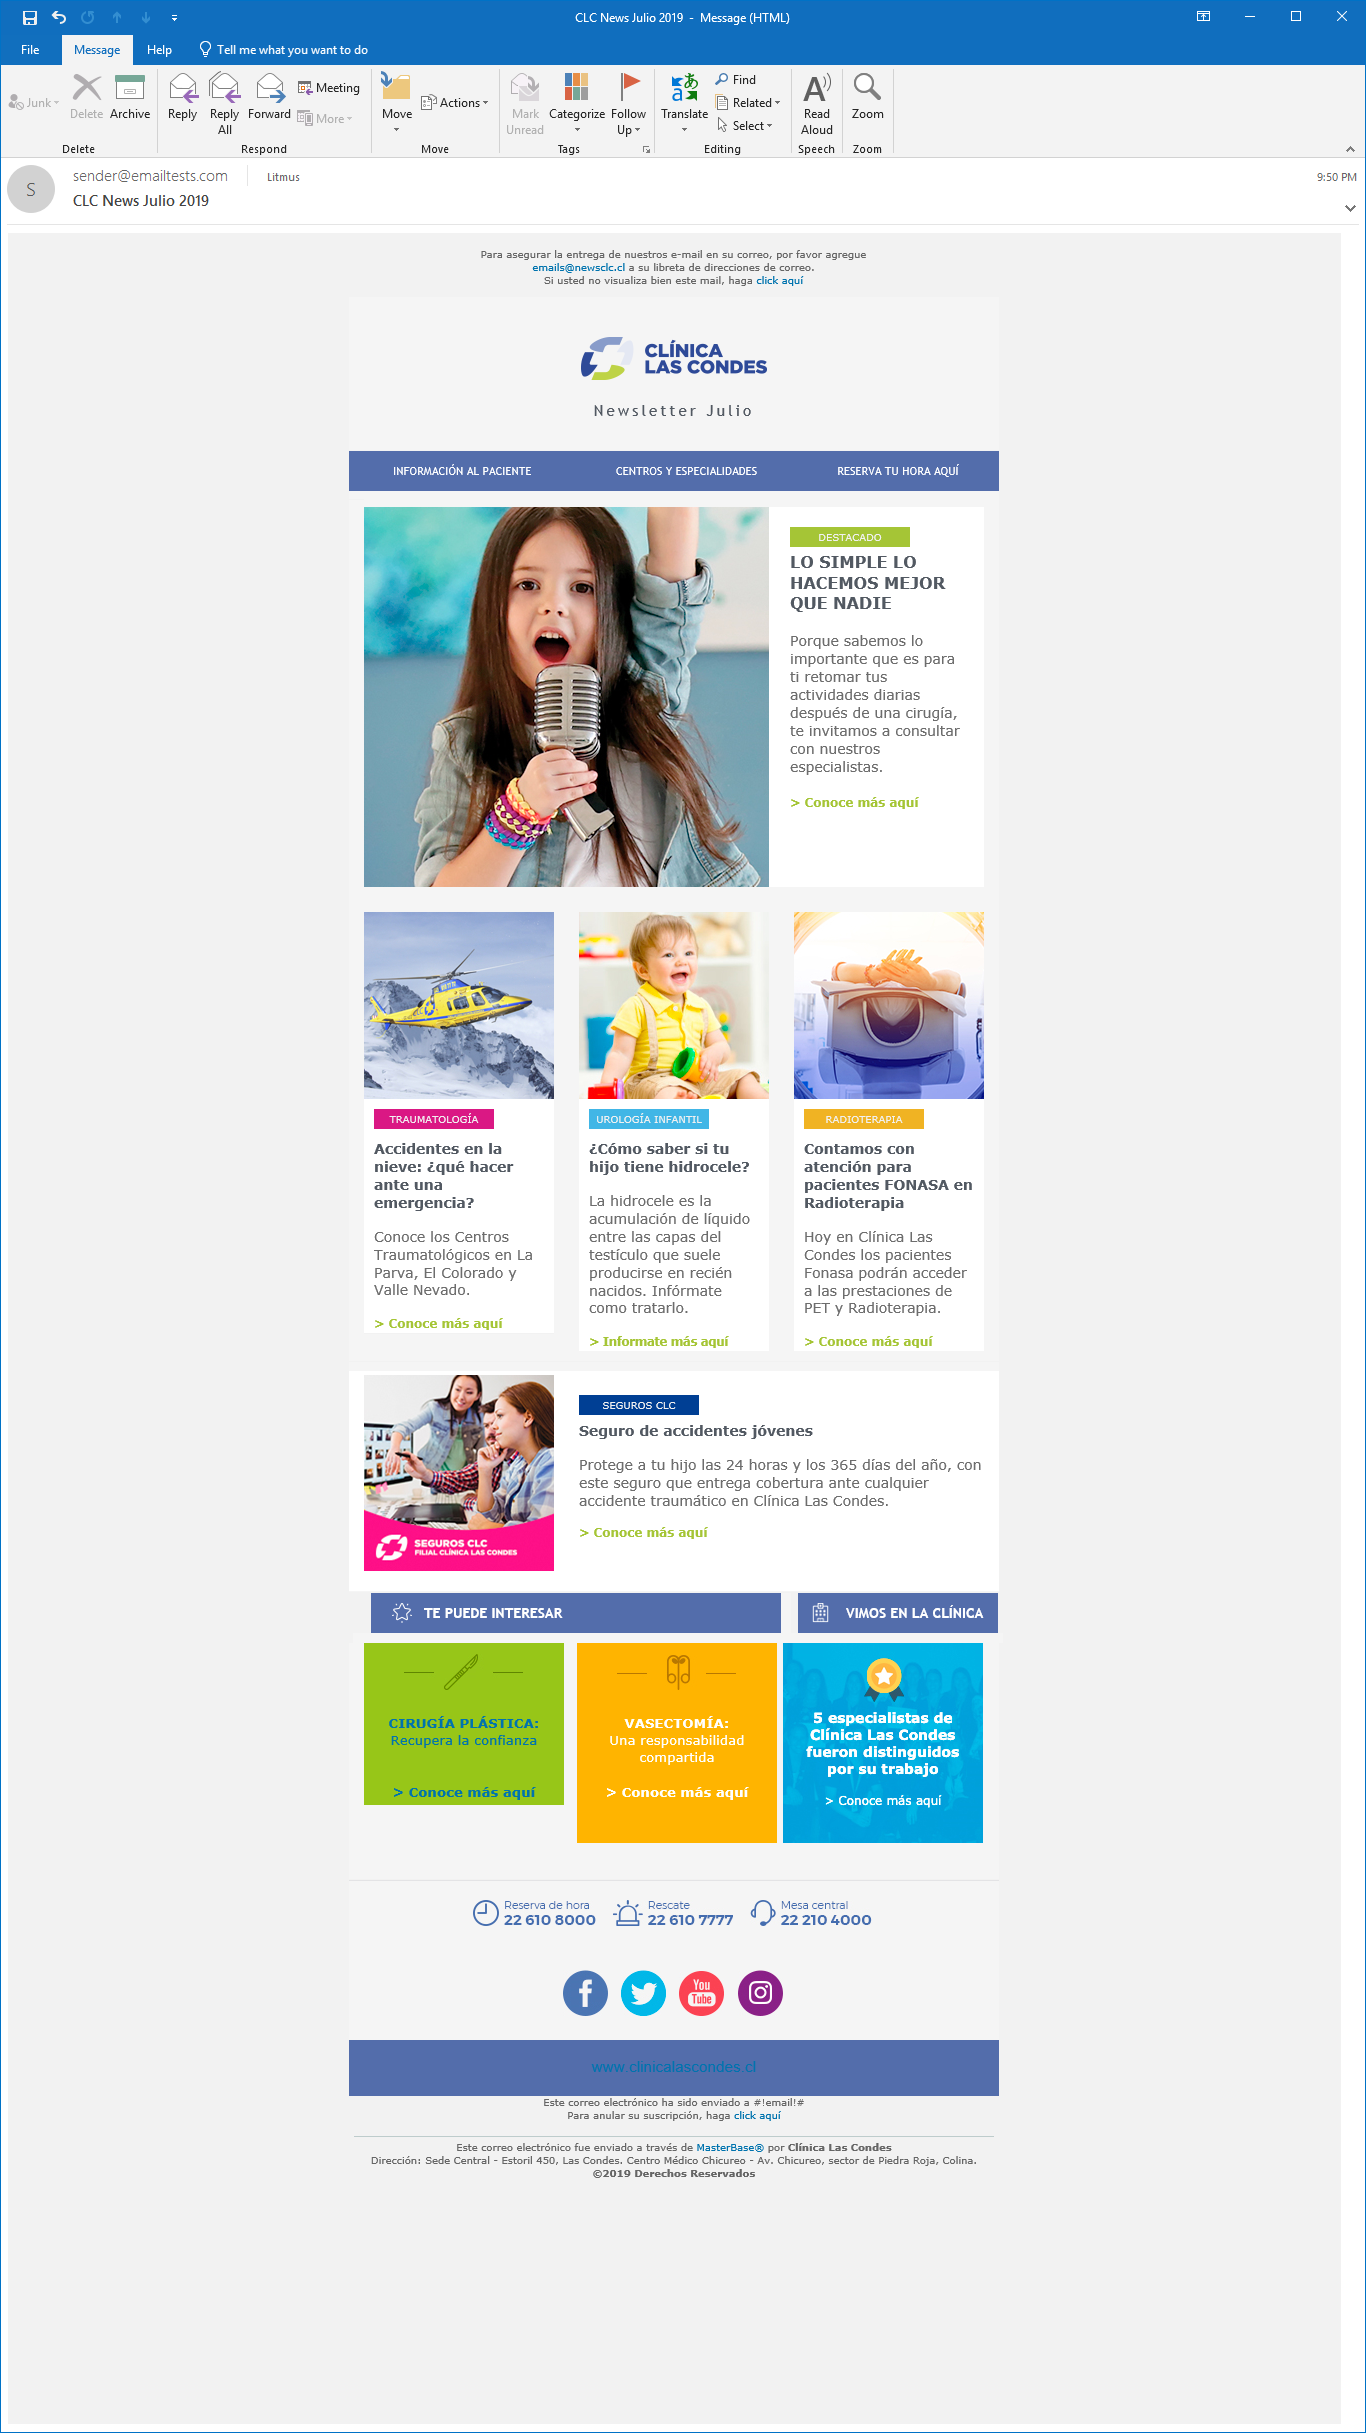 CLC News Julio 2019 - Message (HTML)
File
Message
Help
Tell me what you want to do
Junk
Delete
Archive
Reply
Reply All
Forward
Meeting
More
Move
Actions
Mark Unread
Categorize
Follow Up
Translate
Find
Related
Select
Read Aloud
Zoom
Delete
Respond
Move
Tags
Editing
Speech
Zoom
S
sender@emailtests.com
Litmus
9:50 PM
CLC News Julio 2019
Para asegurar la entrega de nuestros e-mail en su correo, por favor agregue
emails@newsclc.cl a su libreta de direcciones de correo.
Si usted no visualiza bien este mail, haga click aquí
CLÍNICA
LAS CONDES
Newsletter Julio
INFORMACIÓN AL PACIENTE
CENTROS Y ESPECIALIDADES
RESERVA TU HORA AQUÍ
DESTACADO
LO SIMPLE LO
HACEMOS MEJOR
QUE NADIE
Porque sabemos lo
importante que es para
ti retomar tus
actividades diarias
después de una cirugía,
te invitamos a consultar
con nuestros
especialistas.
> Conoce más aquí
TRAUMATOLOGÍA
Accidentes en la
nieve: ¿qué hacer
ante una
emergencia?
Conoce los Centros
Traumatológicos en La
Parva, El Colorado y
Valle Nevado.
> Conoce más aquí
UROLOGÍA INFANTIL
¿Cómo saber si tu
hijo tiene hidrocele?
La hidrocele es la
acumulación de líquido
entre las capas del
testículo que suele
producirse en recién
nacidos. Infórmate
como tratarlo.
> Informate más aquí
RADIOTERAPIA
Contamos con
atención para
pacientes FONASA en
Radioterapia
Hoy en Clínica Las
Condes los pacientes
Fonasa podrán acceder
a las prestaciones de
PET y Radioterapia.
> Conoce más aquí
SEGUROS CLC
FILIAL CLÍNICA LAS CONDES
SEGUROS CLC
Seguro de accidentes jóvenes
Protege a tu hijo las 24 horas y los 365 días del año, con
este seguro que entrega cobertura ante cualquier
accidente traumático en Clínica Las Condes.
> Conoce más aquí
TE PUEDE INTERESAR
VIMOS EN LA CLÍNICA
CIRUGÍA PLÁSTICA:
Recupera la confianza
> Conoce más aquí
VASECTOMÍA:
Una responsabilidad
compartida
> Conoce más aquí
5 especialistas de
Clínica Las Condes
fueron distinguidos
por su trabajo
> Conoce más aquí
Reserva de hora
22 610 8000
Rescate
22 610 7777
Mesa central
22 210 4000
You
Tube
www.clinicalascondes.cl
Este correo electrónico ha sido enviado a #!email!#
Para anular su suscripción, haga click aquí
Este correo electrónico fue enviado a través de MasterBase® por Clínica Las Condes
Dirección: Sede Central - Estoril 450, Las Condes. Centro Médico Chicureo - Av. Chicureo, sector de Piedra Roja, Colina.
©2019 Derechos Reservados